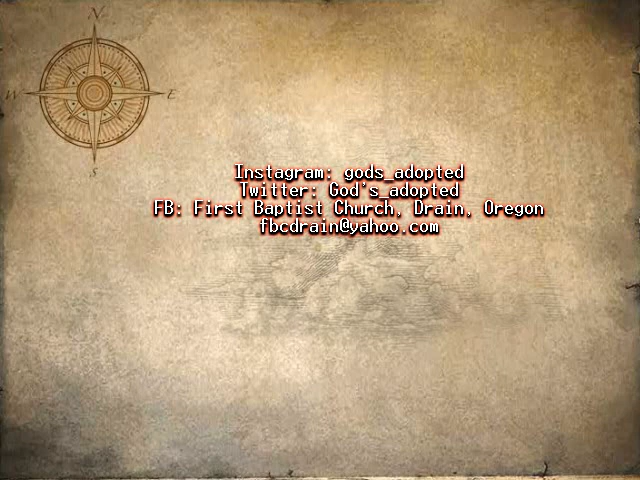 N
W
E
S
Instagram: gods_adopted
Twitter: God's_adopted
FB: First Baptist Church, Drain, Oregon
fbcdrain@yahoo.com